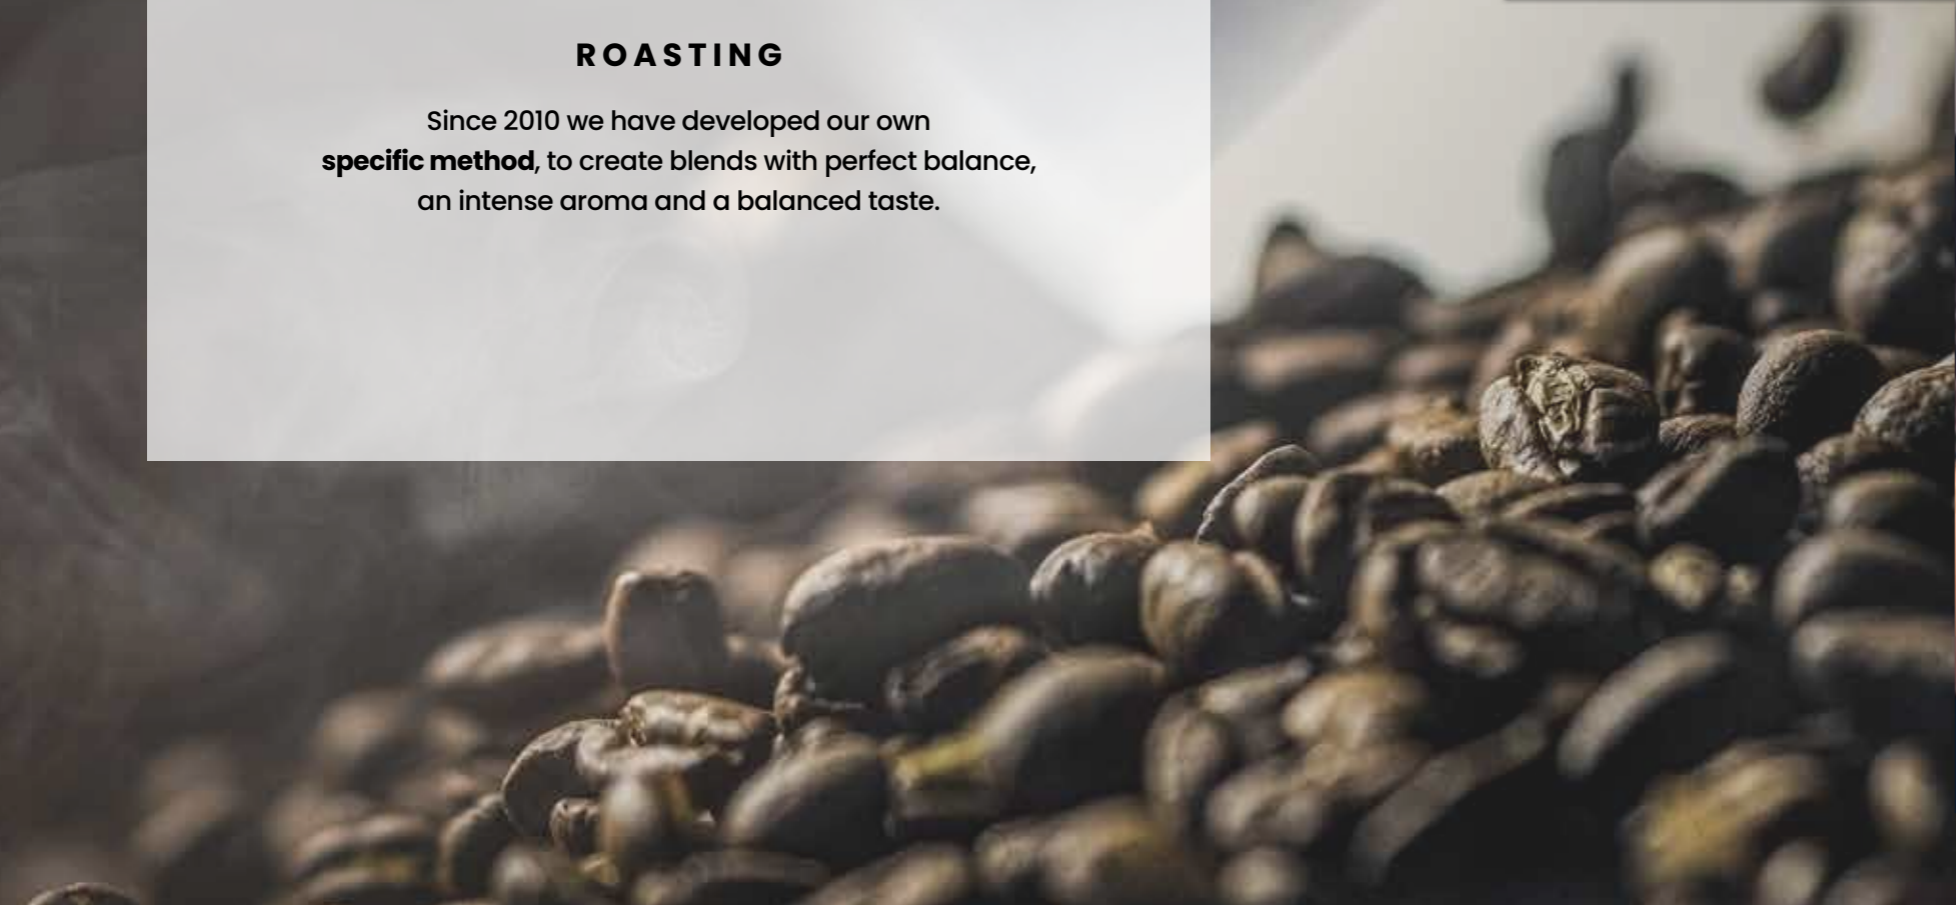 ROASTING
Since 2010 we have developed our own
specific method, to create blends with perfect balance,
an intense aroma and a balanced taste.